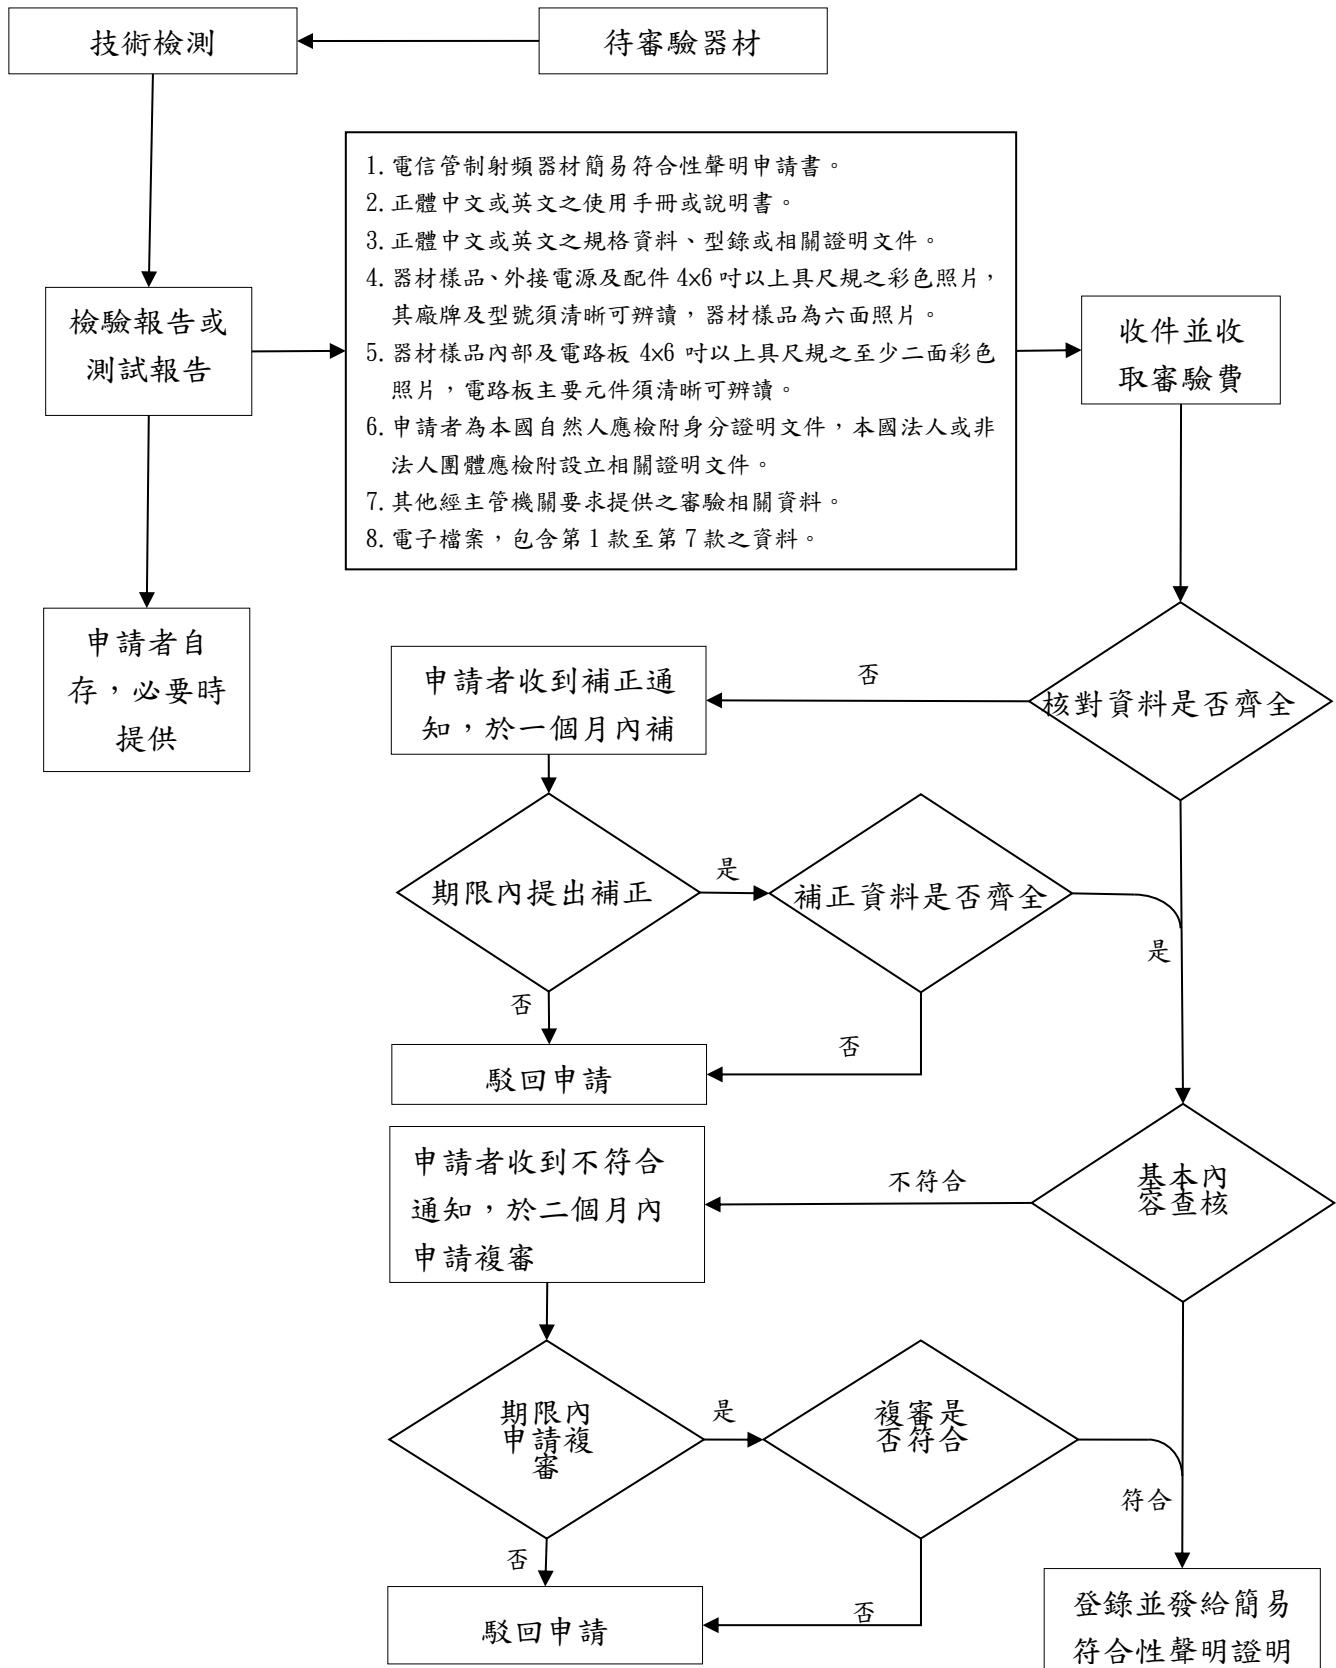 技術檢測
待審驗器材
1.電信管制射頻器材簡易符合性聲明申請書。
2.正體中文或英文之使用手冊或說明書。
3.正體中文或英文之規格資料、型錄或相關證明文件。
4.器材樣品、外接電源及配件 4×6 吋以上具尺規之彩色照片，
其廠牌及型號須清晰可辨讀，器材樣品為六面照片。
5.器材樣品內部及電路板 4×6 吋以上具尺規之至少二面彩色
照片，電路板主要元件須清晰可辨讀。
6.申請者為本國自然人應檢附身分證明文件，本國法人或非
法人團體應檢附設立相關證明文件。
7.其他經主管機關要求提供之審驗相關資料。
8.電子檔案，包含第 1 款至第 7 款之資料。
檢驗報告或
測試報告
收件並收
取審驗費
申請者自
存，必要時
提供
申請者收到補正通
知，於一個月內補
否
核對資料是否齊全
期限內提出補正
是
補正資料是否齊全
是
否
否
駁回申請
申請者收到不符合
通知，於二個月內
申請複審
不符合
基本內
容查核
期限內
申請複
審
是
複審是
否符合
符合
否
否
駁回申請
登錄並發給簡易
符合性聲明證明